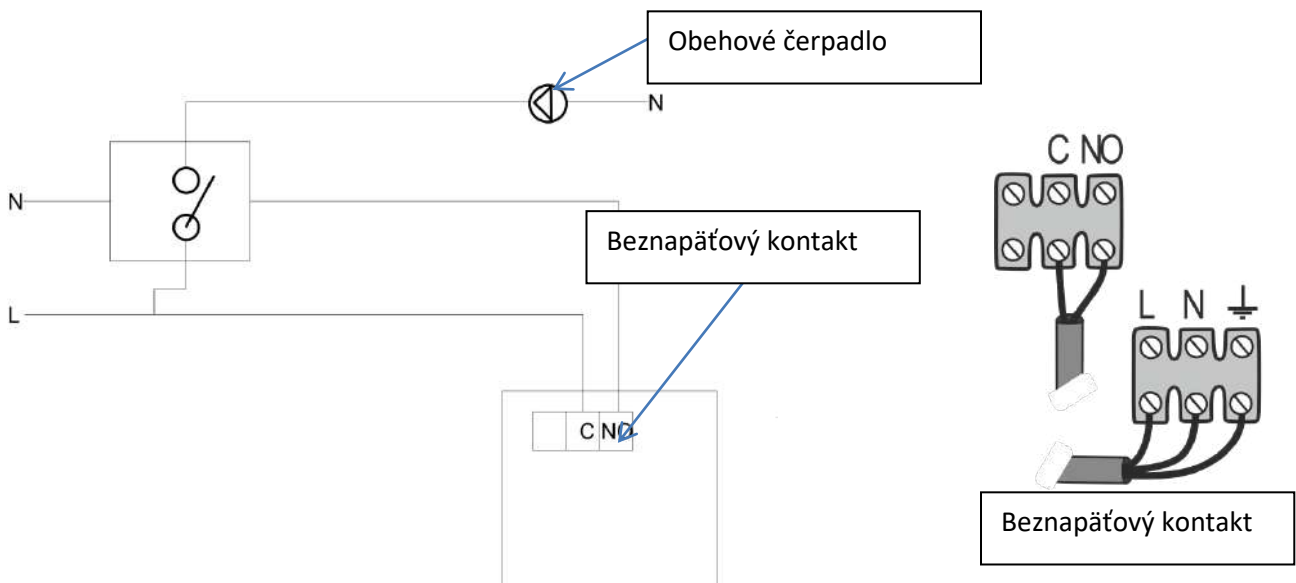 Obehové čerpadlo
N
N
L
Beznapäťový kontakt
C NO
C NO
L N
Beznapäťový kontakt